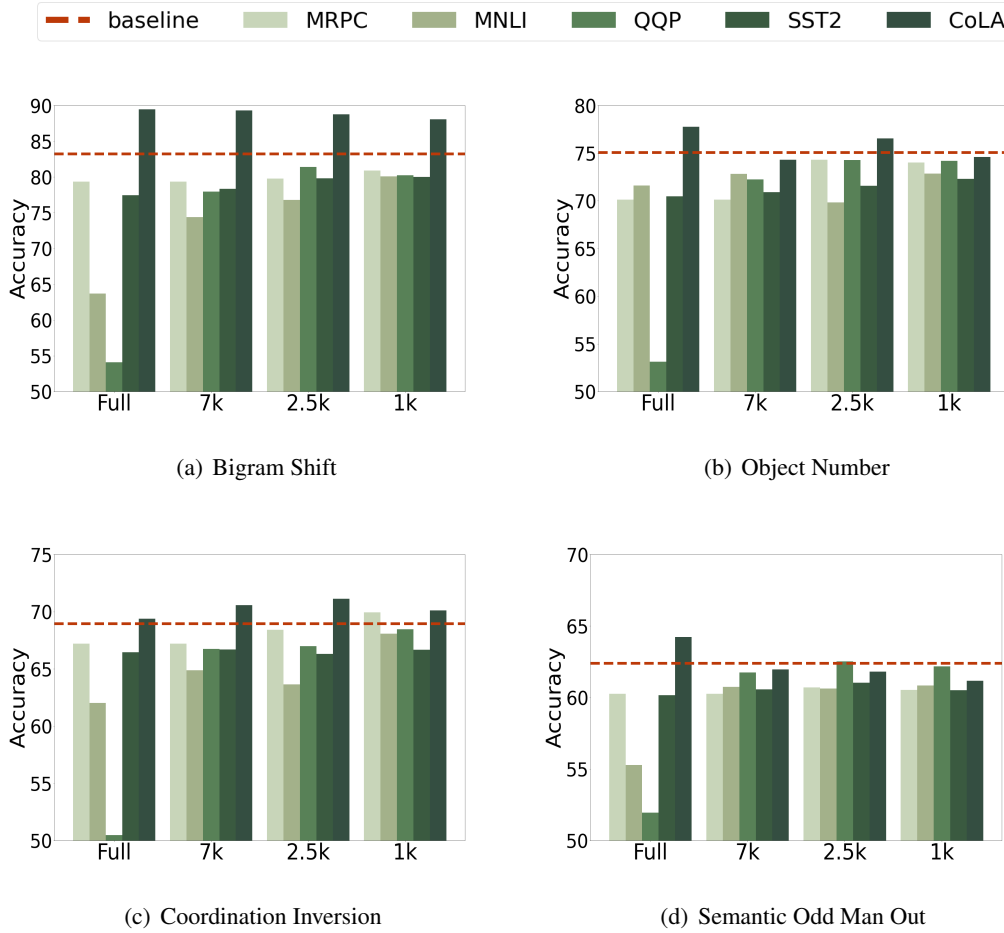 baseline MRPC MNLI QQP SST2 CoLA
90
85
80
75
70
65
60
55
50
Accuracy
Full 7k 2.5k 1k
(a) Bigram Shift
80
75
70
65
60
55
50
Accuracy
Full 7k 2.5k 1k
(b) Object Number
75
70
65
60
55
50
Accuracy
Full 7k 2.5k 1k
(c) Coordination Inversion
70
65
60
55
50
Accuracy
Full 7k 2.5k 1k
(d) Semantic Odd Man Out